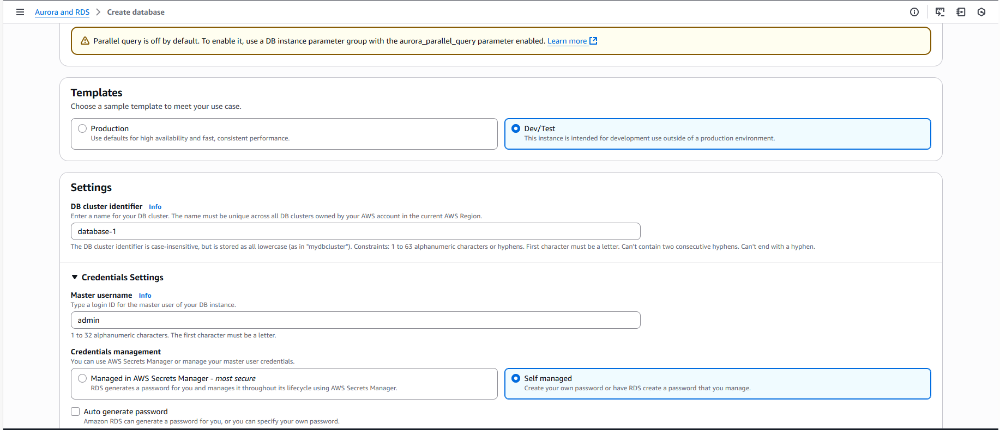 Aurora and RDS > Create database
Parallel query is off by default. To enable it, use a DB instance parameter group with the aurora_parallel_query parameter enabled. Learn more
Templates
Choose a sample template to meet your use case.
Production
Use defaults for high availability and fast, consistent performance.
Dev/Test
This instance is intended for development use outside of a production environment.
Settings
DB cluster identifier Info
Enter a name for your DB cluster. The name must be unique across all DB clusters owned by your AWS account in the current AWS Region.
database-1
The DB cluster identifier is case-insensitive, but is stored as all lowercase (as in "mydbcluster"). Constraints: 1 to 63 alphanumeric characters or hyphens. First character must be a letter. Can't contain two consecutive hyphens. Can't end with a hyphen.
Credentials Settings
Master username Info
Type a login ID for the master user of your DB instance.
admin
1 to 32 alphanumeric characters. The first character must be a letter.
Credentials management
You can use AWS Secrets Manager or manage your master user credentials.
Managed in AWS Secrets Manager - most secure
RDS generates a password for you and manages it throughout its lifecycle using AWS Secrets Manager.
Self managed
Create your own password or have RDS create a password that you manage.
Auto generate password
Amazon RDS can generate a password for you, or you can specify your own password.